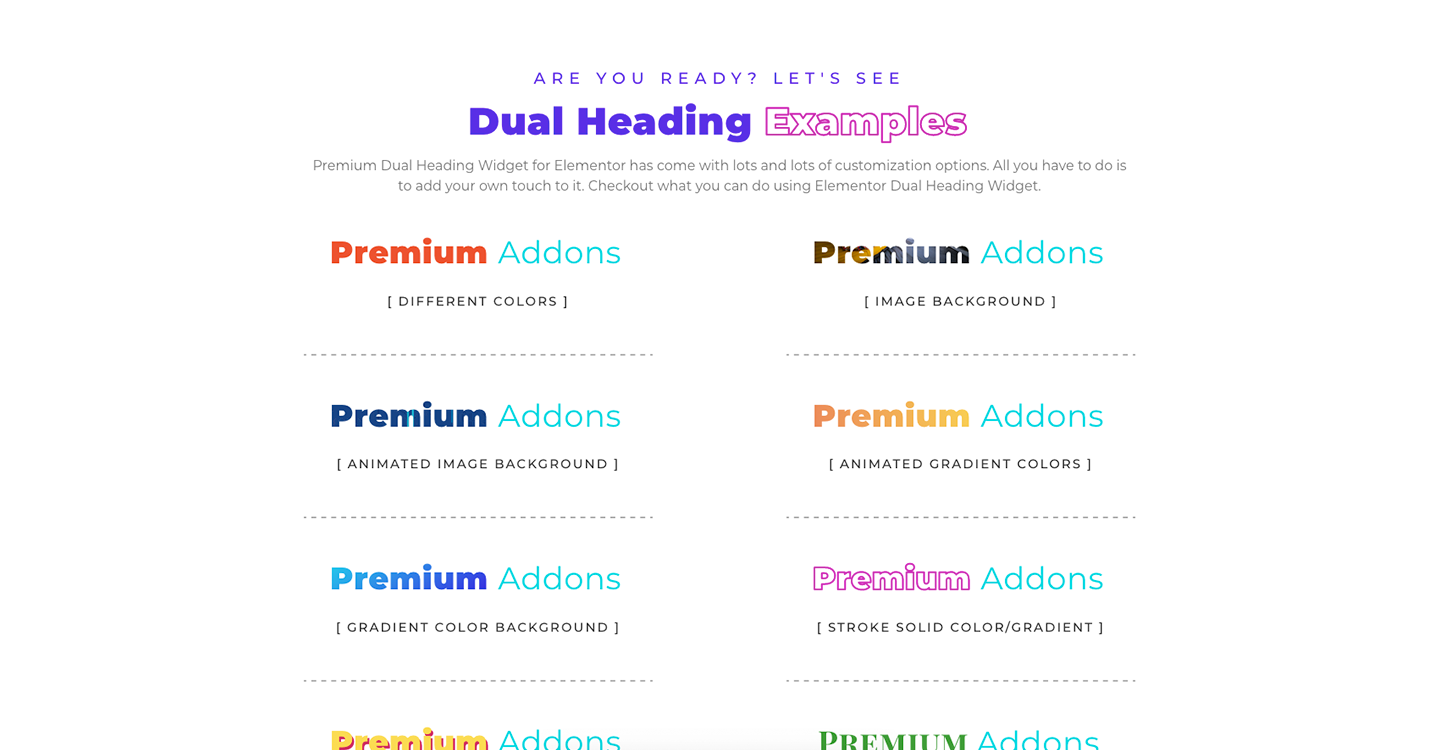 ARE YOU READY? LET'S SEE
Dual Heading Examples
Premium Dual Heading Widget for Elementor has come with lots and lots of customization options. All you have to do is
to add your own touch to it. Checkout what you can do using Elementor Dual Heading Widget.
Premium Addons
[ DIFFERENT COLORS ]
Premium Addons
[ IMAGE BACKGROUND ]
Premium Addons
[ ANIMATED IMAGE BACKGROUND ]
Premium Addons
[ ANIMATED GRADIENT COLORS ]
Premium Addons
[ GRADIENT COLOR BACKGROUND ]
Premium Addons
[ STROKE SOLID COLOR/GRADIENT ]
Premium Addons
PREMIUM Addons